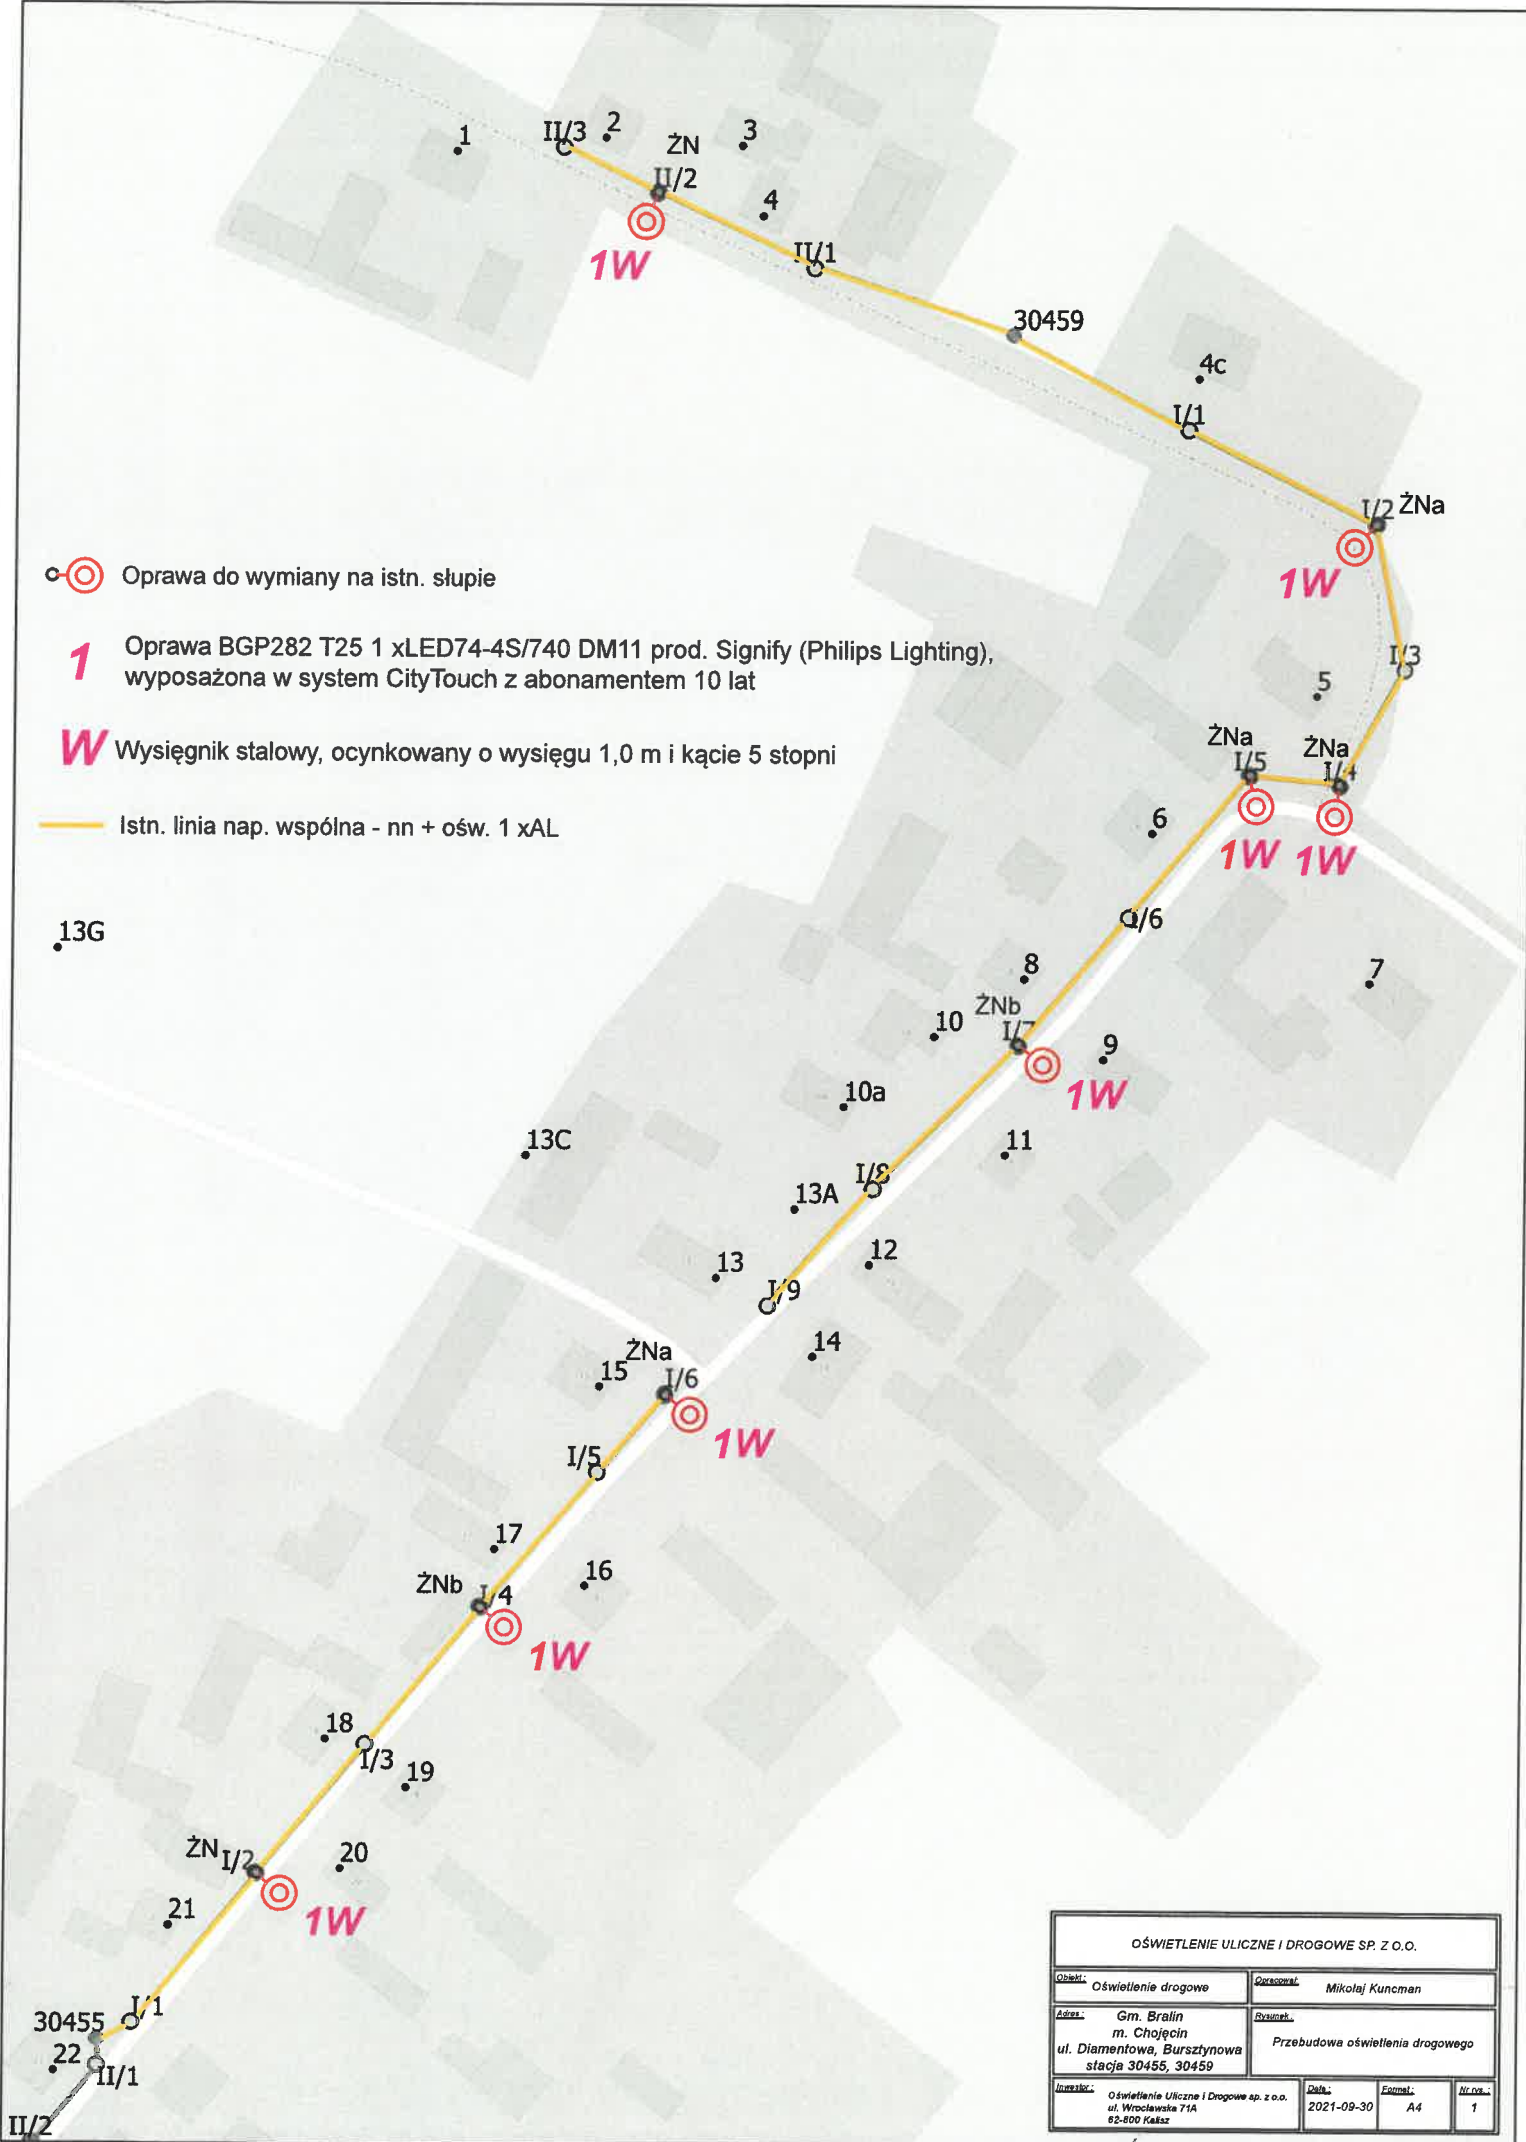 1
II/3
2
ŻN
3
II/2
4
1W
II/1
30459
4c
I/1
I/2 ŻNa
1W
Oprawa do wymiany na istn. słupie
1 Oprawa BGP282 T25 1 xLED74-4S/740 DM11 prod. Signify (Philips Lighting),
wyposażona w system CityTouch z abonamentem 10 lat
I/3
5
W Wysięgnik stalowy, ocynkowany o wysięgu 1,0 m i kącie 5 stopni
ŻNa
I/5
ŻNa
I/4
Istn. linia nap. wspólna - nn + ośw. 1 xAL
6
1W
1W
13G
I/6
8
7
ŻNb
10
I/7
9
10a
1W
13C
11
I/8
13A
12
13
I/9
14
ŻNa
15
I/6
1W
I/5
17
16
ŻNb
I/4
1W
18
I/3
19
ŻN
I/2
20
21
1W
I/1
30455
22
II/1
II/2
OŚWIETLENIE ULICZNE I DROGOWE SP. Z O.O.
Obiekt: Oświetlenie drogowe
Opracował: Mikołaj Kuncman
Adres: Gm. Bralin
m. Chojęcin
ul. Diamentowa, Bursztynowa
stacja 30455, 30459
Rysunek:
Przebudowa oświetlenia drogowego
Inwestor: Oświetlenie Uliczne i Drogowe sp. z o.o.
ul. Wrocławska 71A
62-800 Kalisz
Data:
2021-09-30
Format:
A4
Nr rys.:
1